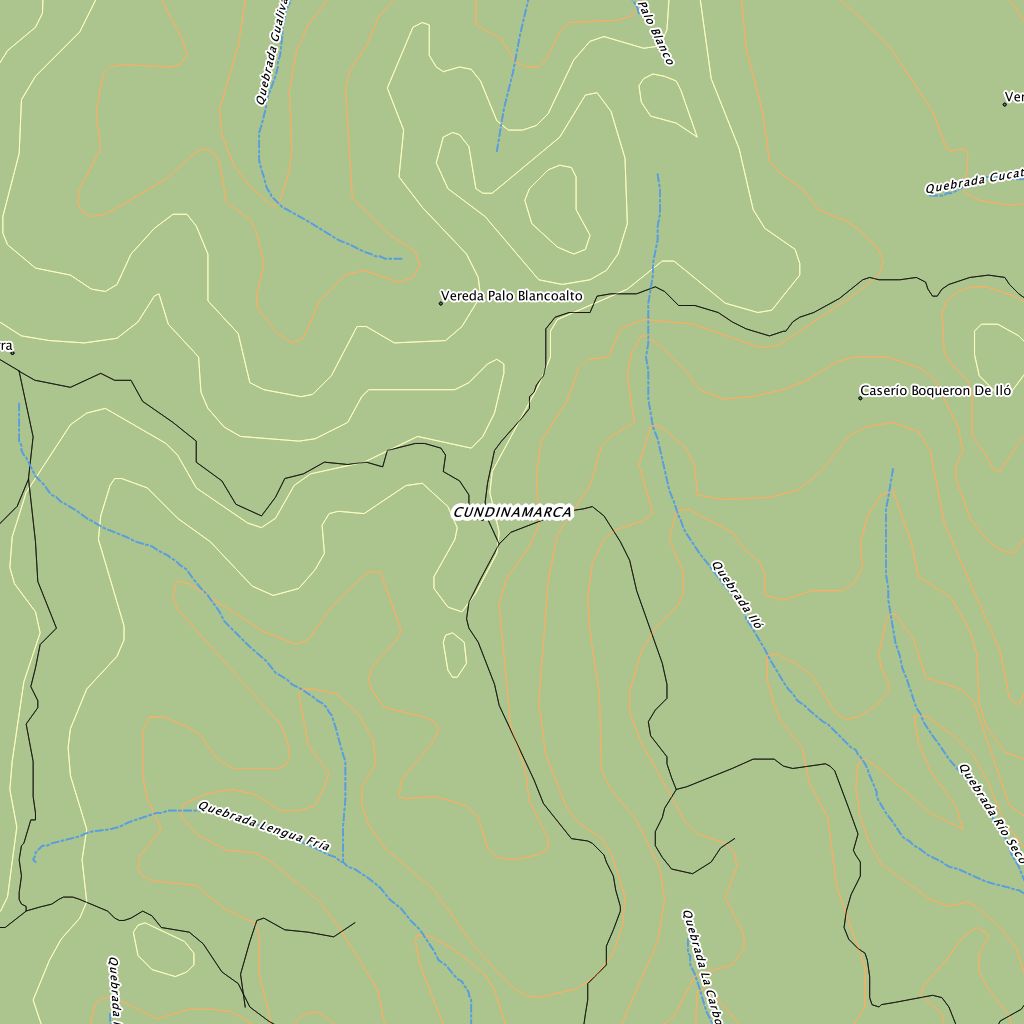 Quebrada Gualiva
Palo Blanco
Quebrada Cucat
Vereda Palo Blancoalto
Caserío Boqueron De Iló
CUNDINAMARCA
Quebrada Iló
Quebrada Rio Seco
Quebrada Lengua Fría
Quebrada La Carbo
Quebrada